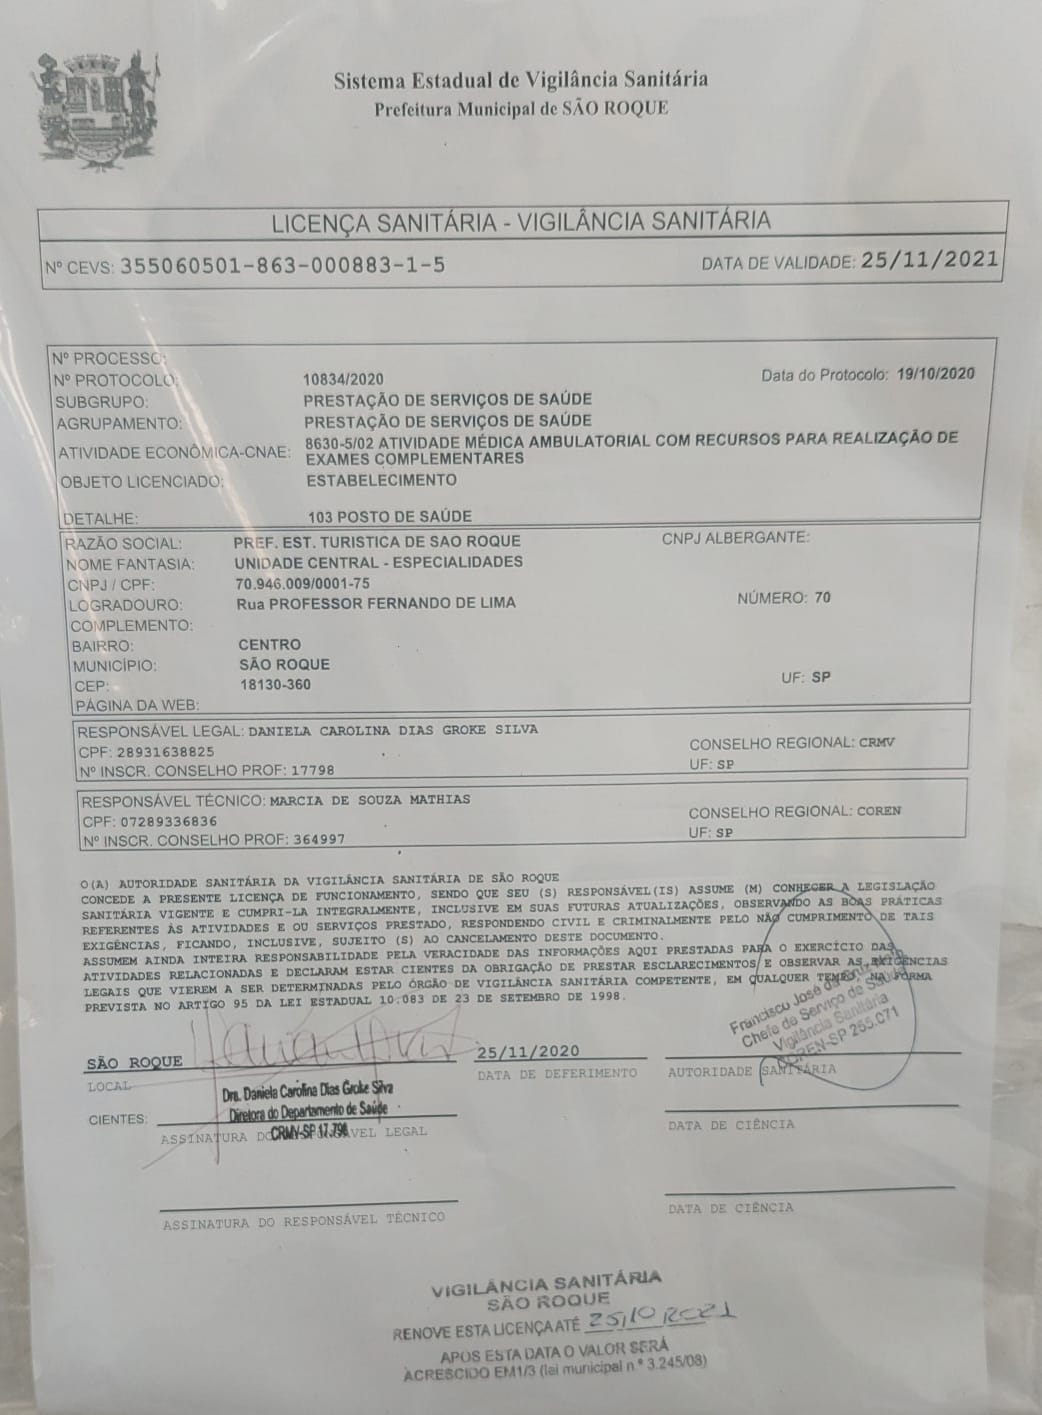 Sistema Estadual de Vigilância Sanitária
Prefeitura Municipal de SÃO ROQUE
LICENÇA SANITÁRIA - VIGILÂNCIA SANITÁRIA
Nº CEVS: 355060501-863-000883-1-5 DATA DE VALIDADE: 25/11/2021
Nº PROCESSO:
Nº PROTOCOLO: 10834/2020 Data do Protocolo: 19/10/2020
SUBGRUPO: PRESTAÇÃO DE SERVIÇOS DE SAÚDE
AGRUPAMENTO: PRESTAÇÃO DE SERVIÇOS DE SAÚDE
ATIVIDADE ECONÔMICA-CNAE: 8630-5/02 ATIVIDADE MÉDICA AMBULATORIAL COM RECURSOS PARA REALIZAÇÃO DE
EXAMES COMPLEMENTARES
OBJETO LICENCIADO: ESTABELECIMENTO
DETALHE: 103 POSTO DE SAÚDE
RAZÃO SOCIAL: PREF. EST. TURISTICA DE SAO ROQUE CNPJ ALBERGANTE:
NOME FANTASIA: UNIDADE CENTRAL - ESPECIALIDADES
CNPJ / CPF: 70.946.009/0001-75
LOGRADOURO: Rua PROFESSOR FERNANDO DE LIMA NÚMERO: 70
COMPLEMENTO:
BAIRRO: CENTRO
MUNICÍPIO: SÃO ROQUE
CEP: 18130-360 UF: SP
PÁGINA DA WEB:
RESPONSÁVEL LEGAL: DANIELA CAROLINA DIAS GROKE SILVA
CPF: 28931638825 CONSELHO REGIONAL: CRMV
Nº INSCR. CONSELHO PROF: 17798 UF: SP
RESPONSÁVEL TÉCNICO: MARCIA DE SOUZA MATHIAS
CPF: 07289336836 CONSELHO REGIONAL: COREN
Nº INSCR. CONSELHO PROF: 364997 UF: SP
O(A) AUTORIDADE SANITÁRIA DA VIGILÂNCIA SANITÁRIA DE SÃO ROQUE
CONCEDE A PRESENTE LICENÇA DE FUNCIONAMENTO, SENDO QUE SEU (S) RESPONSÁVEL(IS) ASSUME (M) CONHECER A LEGISLAÇÃO
SANITÁRIA VIGENTE E CUMPRI-LA INTEGRALMENTE, INCLUSIVE EM SUAS FUTURAS ATUALIZAÇÕES, OBSERVANDO AS BOAS PRÁTICAS
REFERENTES ÀS ATIVIDADES E OU SERVIÇOS PRESTADO, RESPONDENDO CIVIL E CRIMINALMENTE PELO NÃO CUMPRIMENTO DE TAIS
EXIGÊNCIAS, FICANDO, INCLUSIVE, SUJEITO (S) AO CANCELAMENTO DESTE DOCUMENTO.
ASSUMEM AINDA INTEIRA RESPONSABILIDADE PELA VERACIDADE DAS INFORMAÇÕES AQUI PRESTADAS PARA O EXERCÍCIO DAS
ATIVIDADES RELACIONADAS E DECLARAM ESTAR CIENTES DA OBRIGAÇÃO DE PRESTAR ESCLARECIMENTOS E OBSERVAR AS EXIGÊNCIAS
LEGAIS QUE VIEREM A SER DETERMINADAS PELO ÓRGÃO DE VIGILÂNCIA SANITÁRIA COMPETENTE, EM QUALQUER TEMPO, NA FORMA
PREVISTA NO ARTIGO 95 DA LEI ESTADUAL 10.083 DE 23 DE SETEMBRO DE 1998.
Francisco José
Chefe de Serviço de Saúde
Vigilância Sanitária
COREN-SP 255.071
SÃO ROQUE 25/11/2020
LOCAL DATA DE DEFERIMENTO AUTORIDADE SANITÁRIA
Dra. Daniela Carolina Dias Groke Silva
Diretora do Departamento de Saúde
CRMV-SP 17.798
CIENTES:
ASSINATURA DO RESPONSÁVEL LEGAL DATA DE CIÊNCIA
ASSINATURA DO RESPONSÁVEL TÉCNICO DATA DE CIÊNCIA
VIGILÂNCIA SANITÁRIA
SÃO ROQUE
RENOVE ESTA LICENÇA ATÉ 25/10/2021
APOS ESTA DATA O VALOR SERÁ
ACRESCIDO EM1/3 (lei municipal n.º 3.245/08)